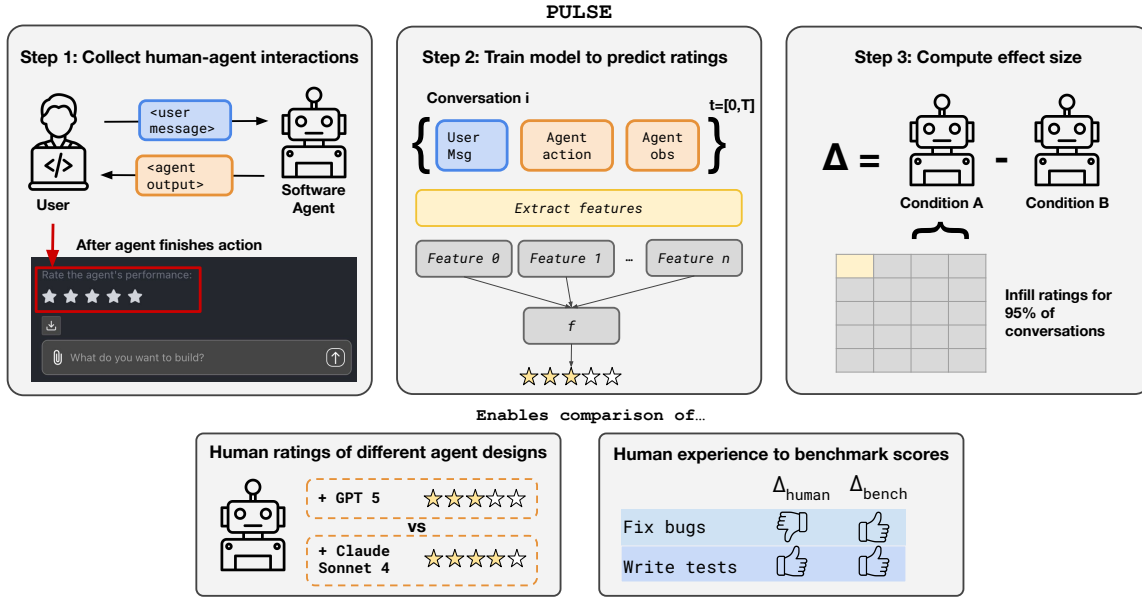 PULSE
Step 1: Collect human-agent interactions
<user
message>
<agent
output>
User
Software
Agent
After agent finishes action
Rate the agent's performance:
What do you want to build?
Step 2: Train model to predict ratings
Conversation i
t=[0,T]
{
User
Msg
Agent
action
Agent
obs
}
Extract features
Feature 0
Feature 1
…
Feature n
f
Step 3: Compute effect size
Δ = -
Condition A
Condition B
Infill ratings for
95% of
conversations
Enables comparison of…
Human ratings of different agent designs
+ GPT 5
vs
+ Claude
Sonnet 4
Human experience to benchmark scores
Δhuman Δbench
Fix bugs
Write tests